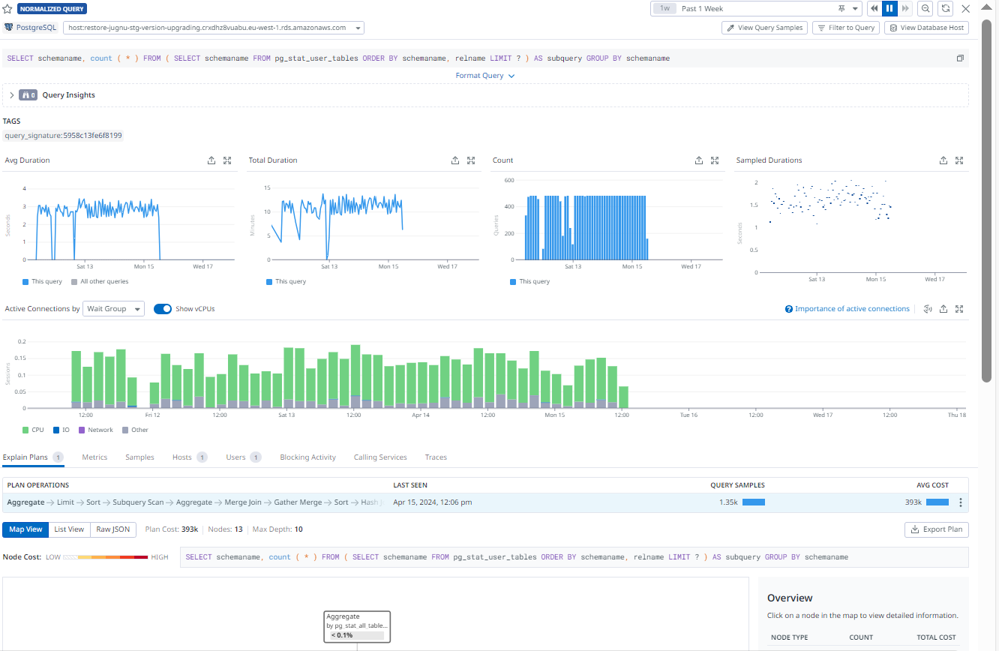 NORMALIZED QUERY
1w Past 1 Week
PostgreSQL host:restore-jugnu-stg-version-upgrading.crxdhz8vuabu.eu-west-1.rds.amazonaws.com
View Query Samples Filter to Query View Database Host
SELECT schemaname, count ( * ) FROM ( SELECT schemaname FROM pg_stat_user_tables ORDER BY schemaname, relname LIMIT ? ) AS subquery GROUP BY schemaname
Format Query
0 Query Insights
TAGS
query_signature:5958c13fe6f8199
Avg Duration
4
3
2
1
0
Seconds
Sat 13 Mon 15 Wed 17
This query All other queries
Total Duration
15
10
5
0
Minutes
Sat 13 Mon 15 Wed 17
This query
Count
600
400
200
0
Queries
Sat 13 Mon 15 Wed 17
This query
Sampled Durations
2
1.5
1
0.5
0
Seconds
Sat 13 Mon 15 Wed 17
Active Connections by Wait Group Show vCPUs
Importance of active connections
0.2
0.15
0.1
0.05
0
Sessions
12:00 Fri 12 12:00 Sat 13 12:00 Apr 14 12:00 Mon 15 12:00 Tue 16 12:00 Wed 17 12:00 Thu 18
CPU IO Network Other
Explain Plans 1 Metrics Samples Hosts 1 Users 1 Blocking Activity Calling Services Traces
PLAN OPERATIONS LAST SEEN QUERY SAMPLES AVG COST
Aggregate → Limit → Sort → Subquery Scan → Aggregate → Merge Join → Gather Merge → Sort → Hash Apr 15, 2024, 12:06 pm 1.35k 393k
Map View List View Raw JSON Plan Cost: 393k Nodes: 13 Max Depth: 10 Export Plan
Node Cost: LOW HIGH
SELECT schemaname, count ( * ) FROM ( SELECT schemaname FROM pg_stat_user_tables ORDER BY schemaname, relname LIMIT ? ) AS subquery GROUP BY schemaname
Aggregate
by pg_stat_all_table...
< 0.1%
Overview
Click on a node in the map to view detailed information.
NODE TYPE COUNT TOTAL COST